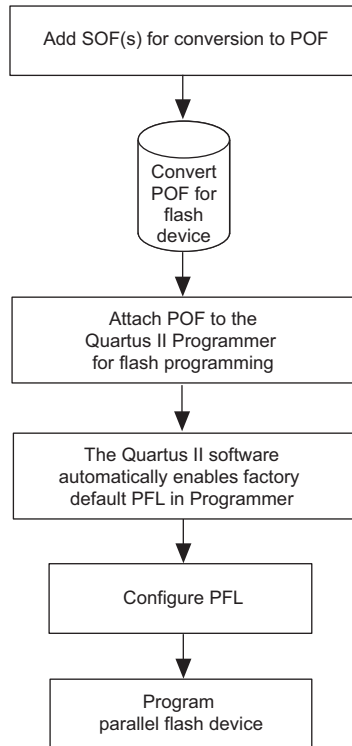 Add SOF(s) for conversion to POF
Convert
POF for
flash
device
Attach POF to the
Quartus II Programmer
for flash programming
The Quartus II software
automatically enables factory
default PFL in Programmer
Configure PFL
Program
parallel flash device